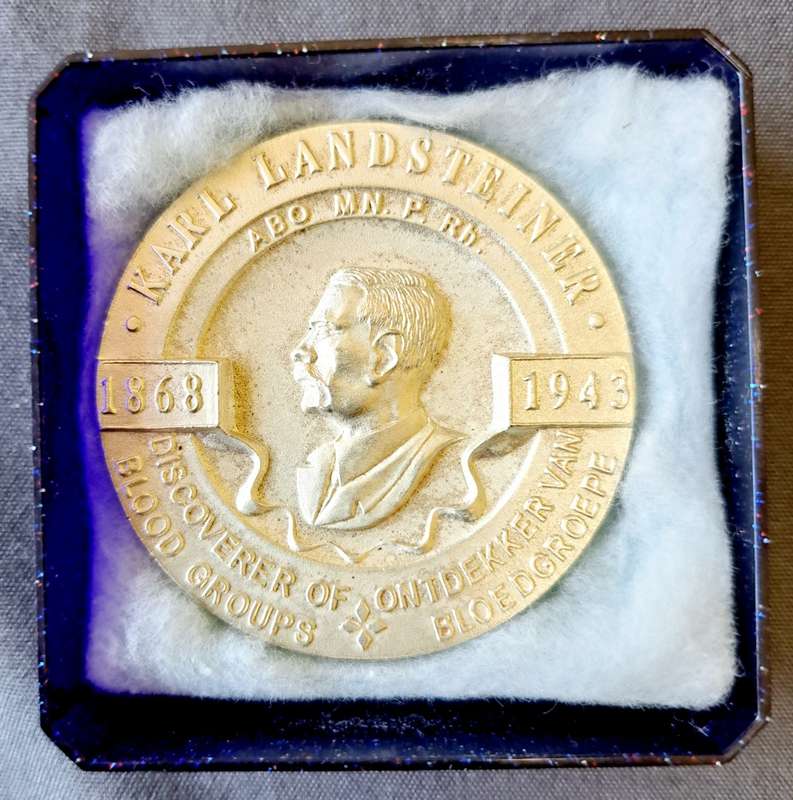 · KARL LANDSTEINER ·
ABO MN. P. Rh.
1868
1943
DISCOVERER OF
BLOOD GROUPS
ONTDEKKER VAN
BLOEDGROEPE